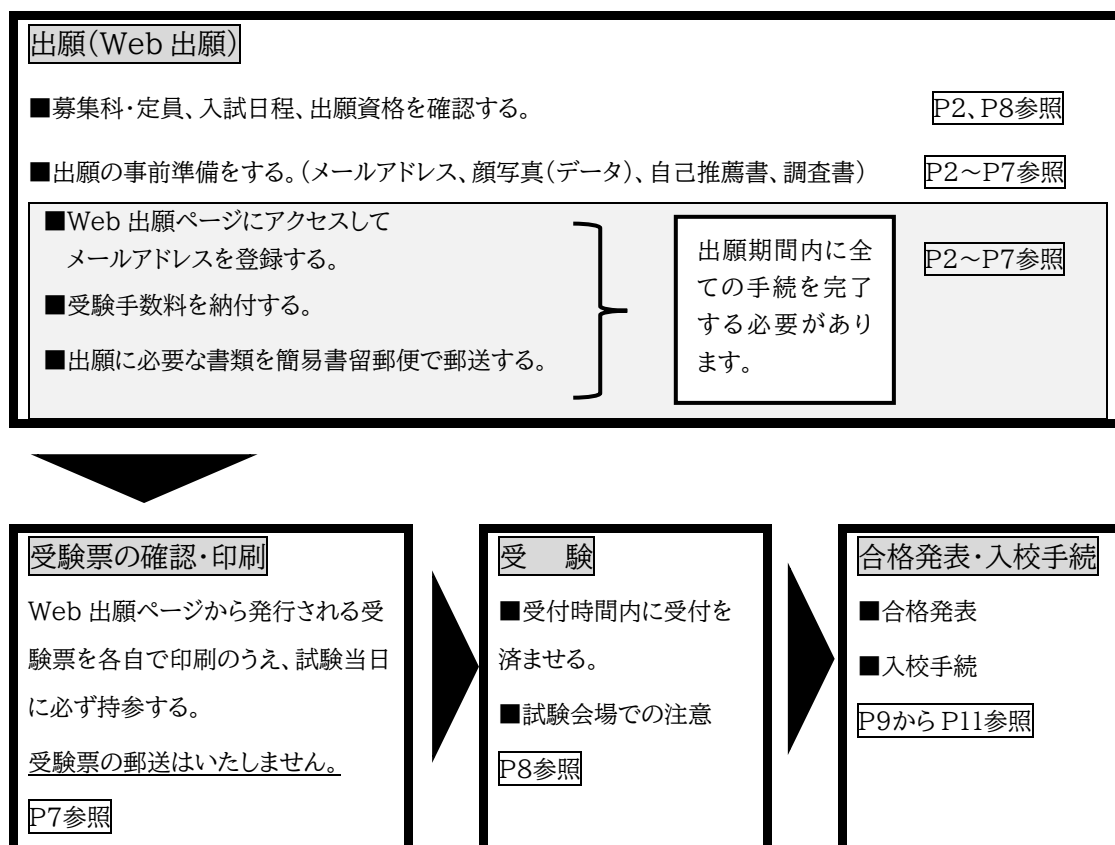 出願(Web 出願)
■募集科・定員、入試日程、出願資格を確認する。 P2、P8参照
■出願の事前準備をする。(メールアドレス、顔写真(データ)、自己推薦書、調査書) P2～P7参照
■Web 出願ページにアクセスして
メールアドレスを登録する。
■受験手数料を納付する。
■出願に必要な書類を簡易書留郵便で郵送する。
出願期間内に全
ての手続を完了
する必要があり
ます。
P2～P7参照
受験票の確認・印刷
Web 出願ページから発行される受
験票を各自で印刷のうえ、試験当日
に必ず持参する。
受験票の郵送はいたしません。
P7参照
受 験
■受付時間内に受付を
済ませる。
■試験会場での注意
P8参照
合格発表・入校手続
■合格発表
■入校手続
P9から P11参照